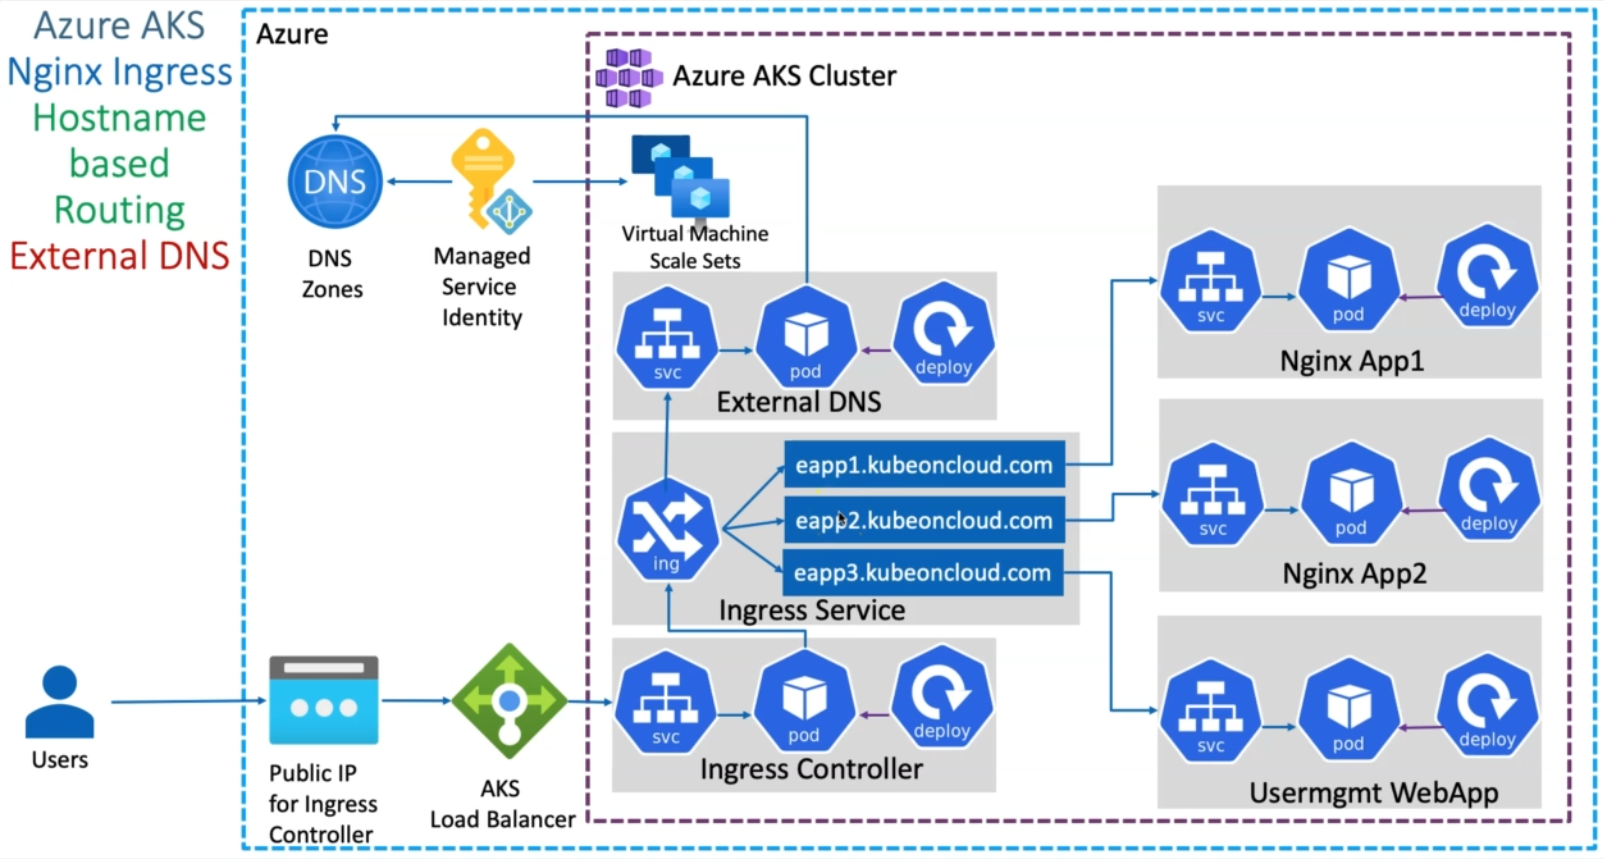 Azure AKS
Nginx Ingress
Hostname
based
Routing
External DNS
Azure
Azure AKS Cluster
DNS
DNS
Zones
Managed
Service
Identity
Virtual Machine
Scale Sets
svc
pod
deploy
External DNS
ing
eapp1.kubeoncloud.com
eapp2.kubeoncloud.com
eapp3.kubeoncloud.com
Ingress Service
svc
pod
deploy
Ingress Controller
svc
pod
deploy
Nginx App1
svc
pod
deploy
Nginx App2
svc
pod
deploy
Usermgmt WebApp
Users
Public IP
for Ingress
Controller
AKS
Load Balancer